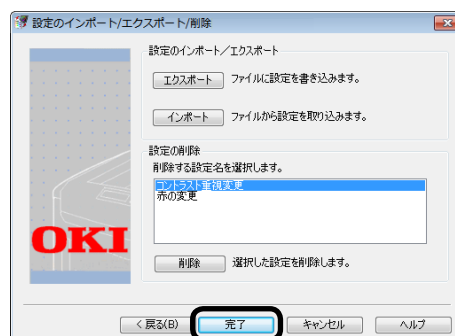 設定のインポート/エクスポート/削除
設定のインポート／エクスポート
エクスポート ファイルに設定を書き込みます。
インポート ファイルから設定を取り込みます。
設定の削除
削除する設定名を選択します。
コントラスト重視変更
赤の変更
OKI
削除 選択した設定を削除します。
< 戻る(B) 完了 キャンセル ヘルプ